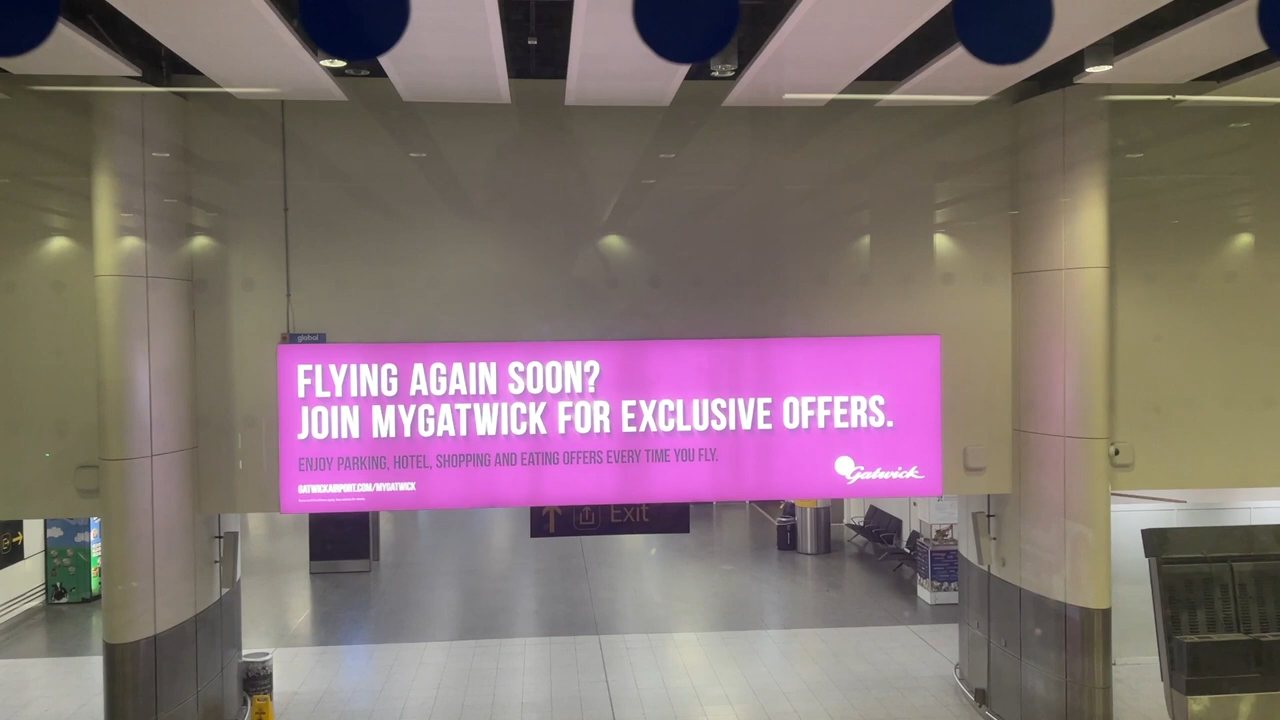 global
FLYING AGAIN SOON?
JOIN MYGATWICK FOR EXCLUSIVE OFFERS.
ENJOY PARKING, HOTEL, SHOPPING AND EATING OFFERS EVERY TIME YOU FLY.
Gatwick
GATWICKAIRPORT.COM/MYGATWICK
Exit